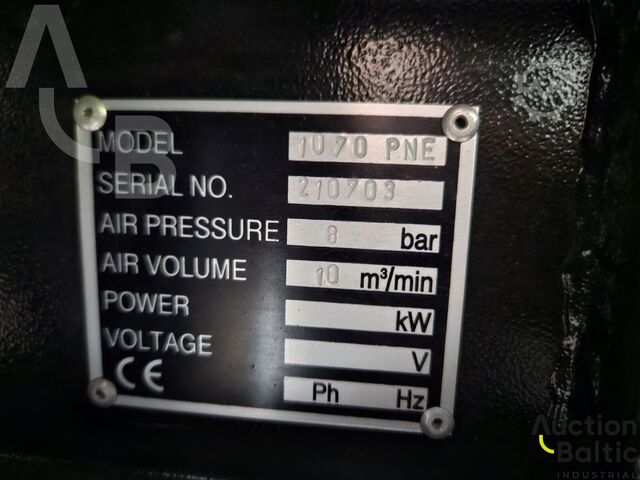 A
B
MODEL 1070 PNE
SERIAL NO. 210703
AIR PRESSURE 8 bar
AIR VOLUME 10 m³/min
POWER kW
VOLTAGE V
CE Ph Hz
Auction
Baltic
INDUSTRIAL